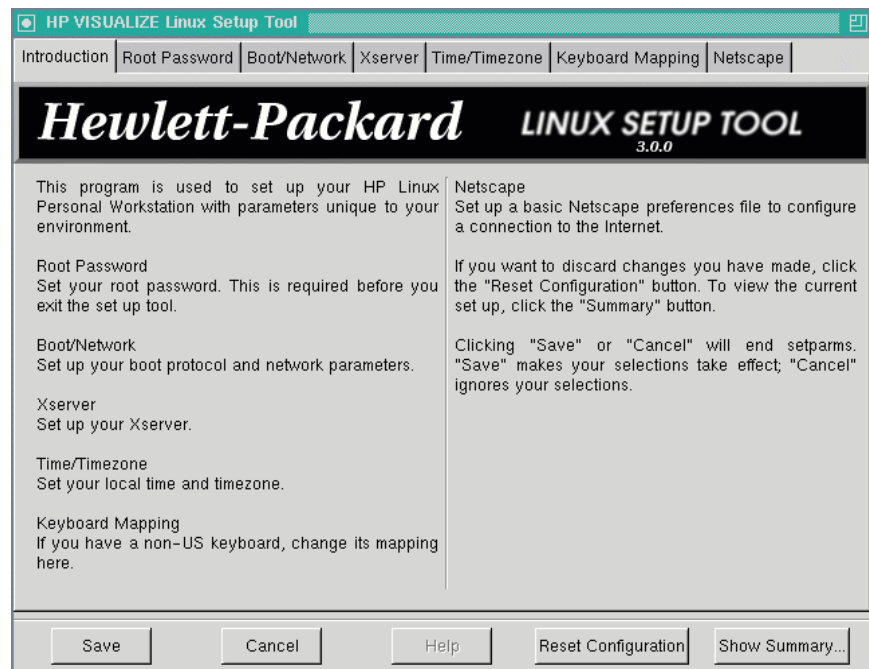 HP VISUALIZE Linux Setup Tool
Introduction Root Password Boot/Network Xserver Time/Timezone Keyboard Mapping Netscape
Hewlett-Packard LINUX SETUP TOOL
3.0.0
This program is used to set up your HP Linux
Personal Workstation with parameters unique to your
environment.
Root Password
Set your root password. This is required before you
exit the set up tool.
Boot/Network
Set up your boot protocol and network parameters.
Xserver
Set up your Xserver.
Time/Timezone
Set your local time and timezone.
Keyboard Mapping
If you have a non-US keyboard, change its mapping
here.
Netscape
Set up a basic Netscape preferences file to configure
a connection to the Internet.
If you want to discard changes you have made, click
the "Reset Configuration" button. To view the current
set up, click the "Summary" button.
Clicking "Save" or "Cancel" will end setparms.
"Save" makes your selections take effect; "Cancel"
ignores your selections.
Save Cancel Help Reset Configuration Show Summary...